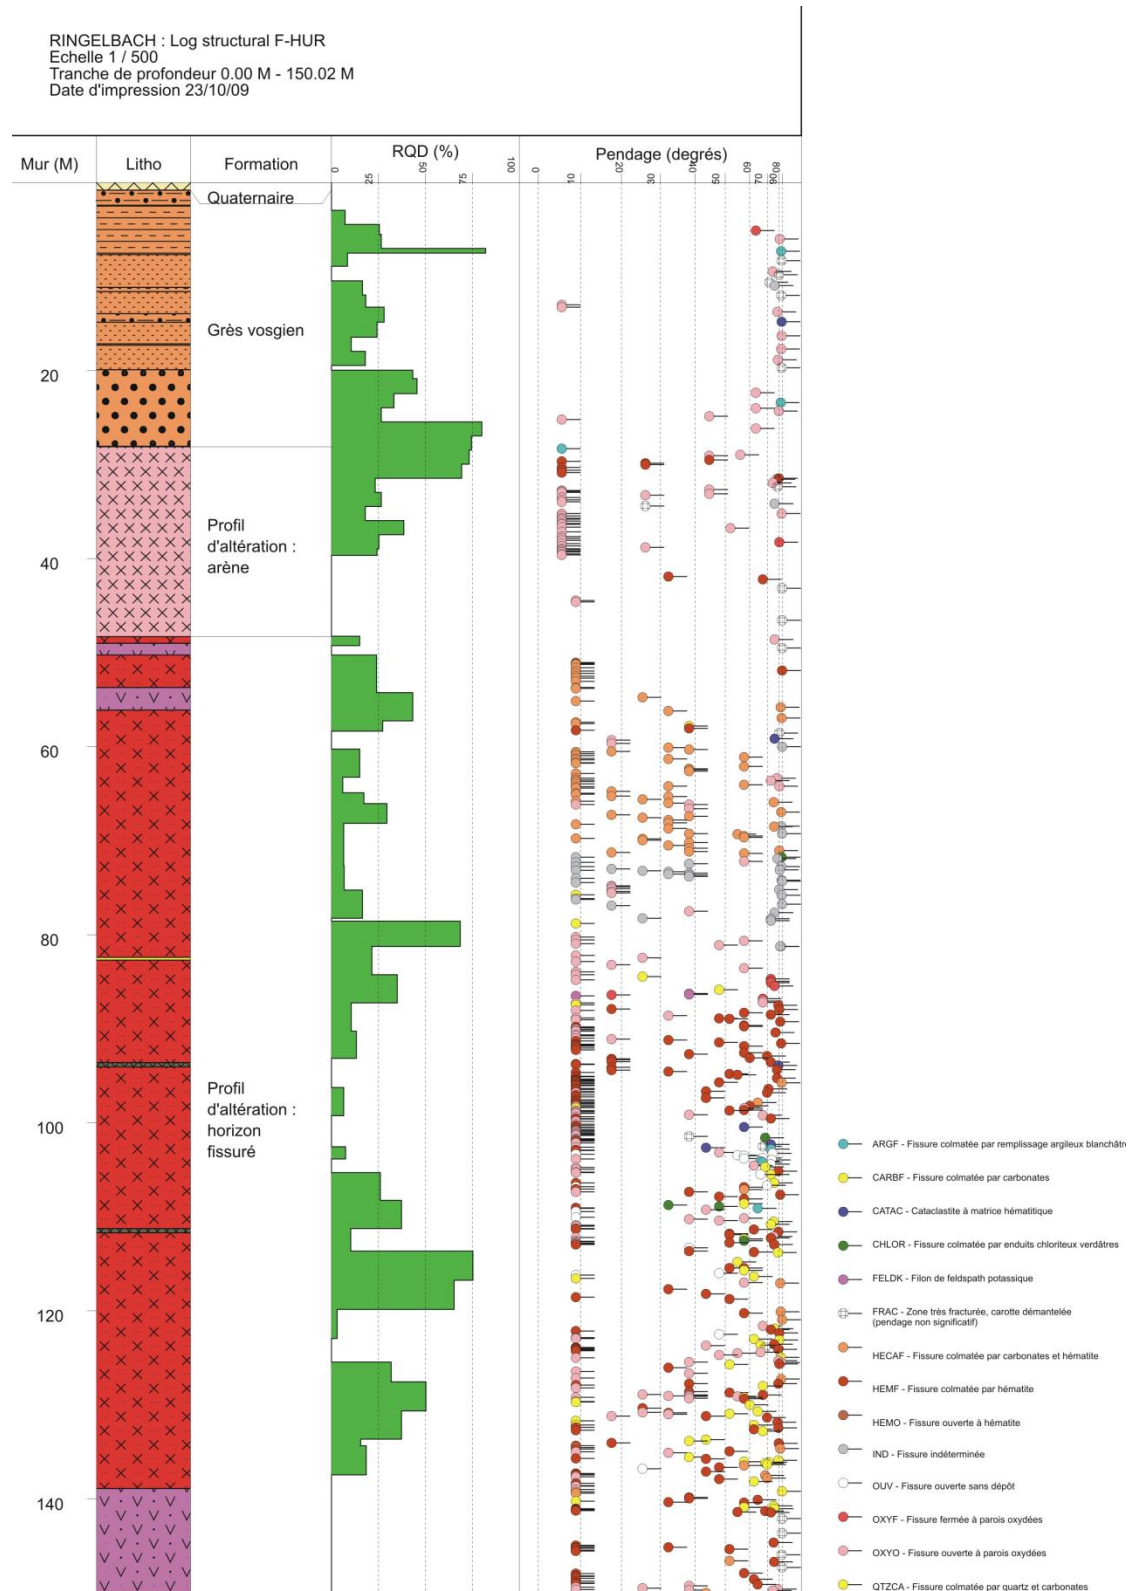 RINGELBACH : Log structural F-HUR
Echelle 1 / 500
Tranche de profondeur 0.00 M - 150.02 M
Date d'impression 23/10/09
Mur (M)
Litho
Formation
RQD (%)
Pendage (degrés)
25
50
75
100
0
10
20
30
40
50
60
70
80
90
Quaternaire
Grès vosgien
20
Profil
d'altération :
arène
40
60
80
Profil
d'altération :
horizon
fissuré
100
120
140
ARGF - Fissure colmatée par remplissage argileux blanchâtre
CARBF - Fissure colmatée par carbonates
CATAC - Cataclastite à matrice hématitique
CHLOR - Fissure colmatée par enduits chloriteux verdâtres
FELDK - Filon de feldspath potassique
FRAC - Zone très fracturée, carotte démantelée
(pendage non significatif)
HECAF - Fissure colmatée par carbonates et hématite
HEMF - Fissure colmatée par hématite
HEMO - Fissure ouverte à hématite
IND - Fissure indéterminée
OUV - Fissure ouverte sans dépôt
OXYF - Fissure fermée à parois oxydées
OXYO - Fissure ouverte à parois oxydées
QTZCA - Fissure colmatée par quartz et carbonates